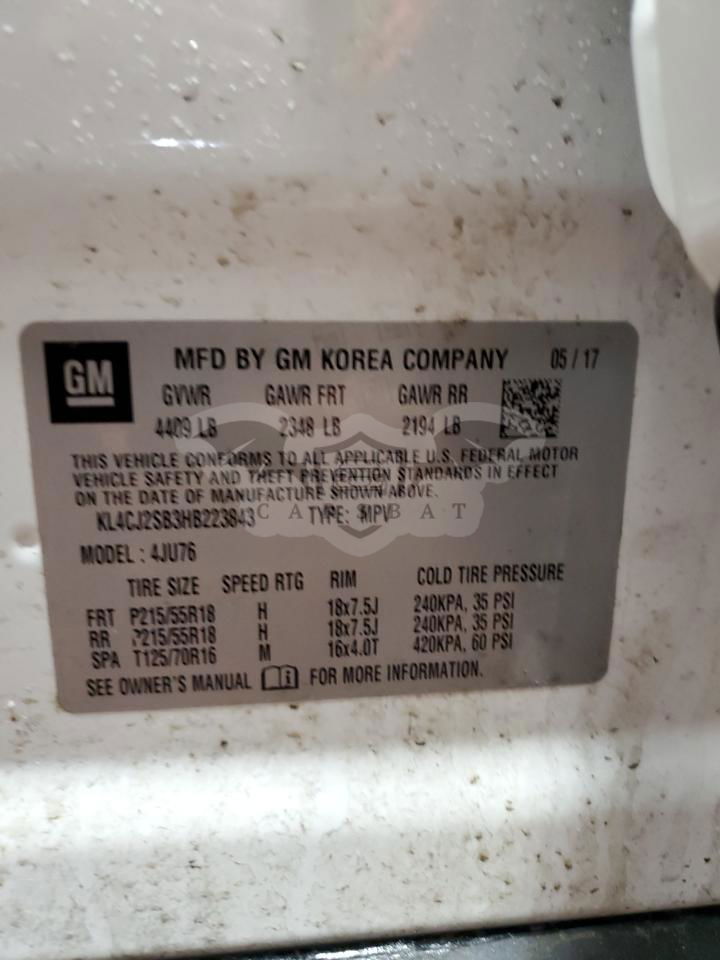 GM
MFD BY GM KOREA COMPANY 05 / 17
GVWR GAWR FRT GAWR RR
4409 LB 2348 LB 2194 LB
THIS VEHICLE CONFORMS TO ALL APPLICABLE U.S. FEDERAL MOTOR
VEHICLE SAFETY AND THEFT PREVENTION STANDARDS IN EFFECT
ON THE DATE OF MANUFACTURE SHOWN ABOVE.
KL4CJ2SB3HB223843 TYPE: MPV
CARSBAT
MODEL : 4JU76
TIRE SIZE SPEED RTG RIM COLD TIRE PRESSURE
FRT P215/55R18 H 18x7.5J 240KPA, 35 PSI
RR P215/55R18 H 18x7.5J 240KPA, 35 PSI
SPA T125/70R16 M 16x4.0T 420KPA, 60 PSI
SEE OWNER'S MANUAL FOR MORE INFORMATION.